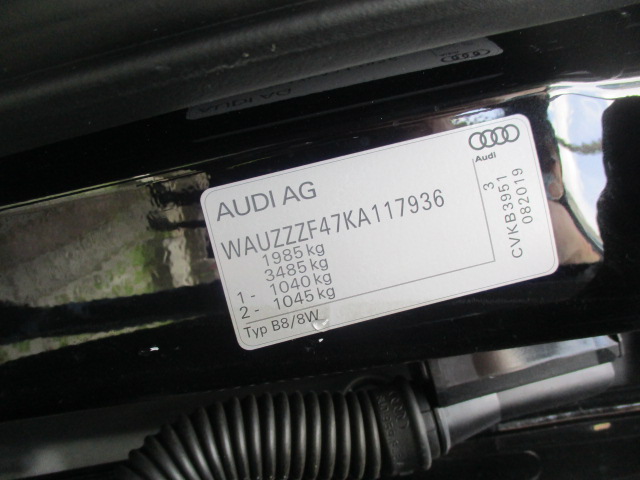 AUDI AG
Audi
WAUZZZF47KA117936
1985 kg
3485 kg
1 - 1040 kg
2 - 1045 kg
Typ B8/8W
3
CVKB3951
082019